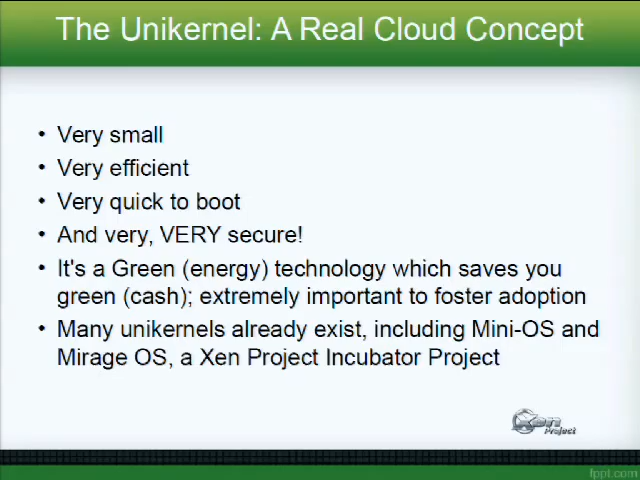 The Unikernel: A Real Cloud Concept
• Very small
• Very efficient
• Very quick to boot
• And very, VERY secure!
• It's a Green (energy) technology which saves you
green (cash); extremely important to foster adoption
• Many unikernels already exist, including Mini-OS and
Mirage OS, a Xen Project Incubator Project
Xen
Project
fppt.com